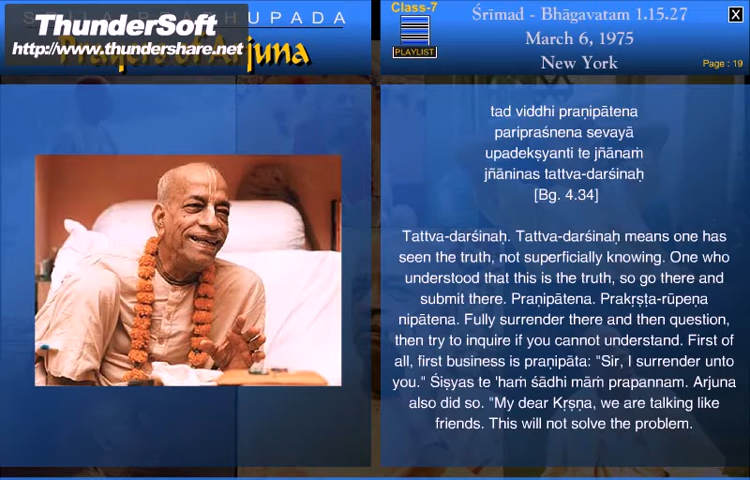 ThunderSoft
http://www.thundershare.net
HUPADA
Prayers of Arjuna
Class-7
PLAYLIST
Śrīmad - Bhāgavatam 1.15.27
March 6, 1975
New York
X
Page : 19
tad viddhi praṇipātena
paripraśnena sevayā
upadekṣyanti te jñānaṁ
jñāninas tattva-darśinaḥ
[Bg. 4.34]
Tattva-darśinaḥ. Tattva-darśinaḥ means one has
seen the truth, not superficially knowing. One who
understood that this is the truth, so go there and
submit there. Praṇipātena. Prakṛṣṭa-rūpeṇa
nipātena. Fully surrender there and then question,
then try to inquire if you cannot understand. First of
all, first business is praṇipāta: "Sir, I surrender unto
you." Śiṣyas te 'haṁ śādhi māṁ prapannam. Arjuna
also did so. "My dear Kṛṣṇa, we are talking like
friends. This will not solve the problem.